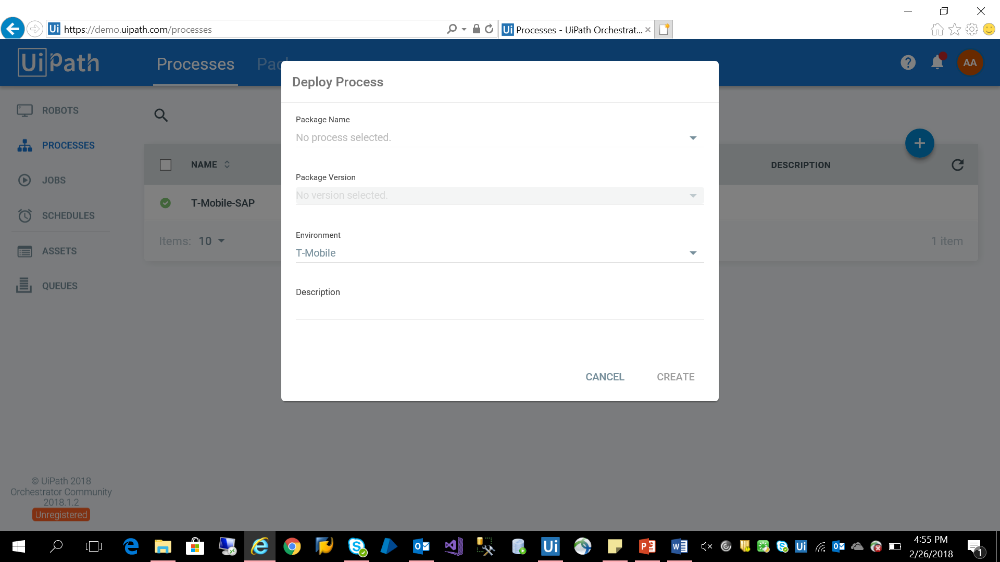 https://demo.uipath.com/processes
Processes - UiPath Orchestrat...
UiPath
Processes
AA
ROBOTS
PROCESSES
JOBS
SCHEDULES
ASSETS
QUEUES
NAME
DESCRIPTION
T-Mobile-SAP
Items: 10
1 item
Deploy Process
Package Name
No process selected.
Package Version
No version selected.
Environment
T-Mobile
Description
CANCEL
CREATE
© UiPath 2018
Orchestrator Community
2018.1.2
Unregistered
4:55 PM
2/26/2018
1